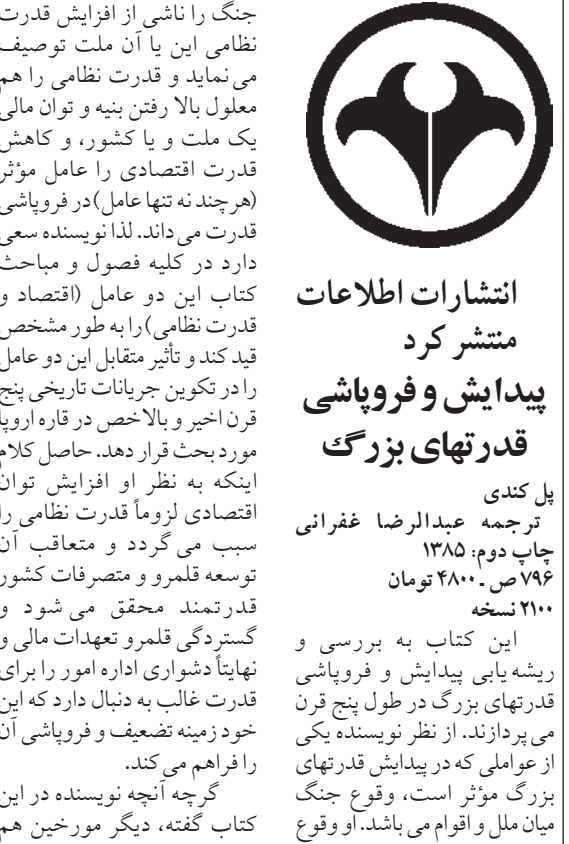 انتشارات اطلاعات
منتشر کرد
پیدایش و فروپاشی
قدرتهای بزرگ
پل کندی
ترجمه عبدالرضا غفرانی
چاپ دوم: ۱۳۸۵
۷۹۶ ص ـ ۴۸۰۰ تومان
۲۱۰۰ نسخه
این کتاب به بررسی و
ریشه‌یابی پیدایش و فروپاشی
قدرتهای بزرگ در طول پنج قرن
می‌پردازند. از نظر نویسنده یکی
از عواملی که در پیدایش قدرتهای
بزرگ مؤثر است، وقوع جنگ
میان ملل و اقوام می‌باشد. او وقوع
جنگ را ناشی از افزایش قدرت
نظامی این یا آن ملت توصیف
می‌نماید و قدرت نظامی را هم
معلول بالا رفتن بنیه و توان مالی
یک ملت و یا کشور، و کاهش
قدرت اقتصادی را عامل مؤثر
(هرچند نه تنها عامل) در فروپاشی
قدرت می‌داند. لذا نویسنده سعی
دارد در کلیه فصول و مباحث
کتاب این دو عامل (اقتصاد و
قدرت نظامی) را به طور مشخص
قید کند و تأثیر متقابل این دو عامل
را در تکوین جریانات تاریخی پنج
قرن اخیر و بالاخص در قاره اروپا
مورد بحث قرار دهد. حاصل کلام
اینکه به نظر او افزایش توان
اقتصادی لزوماً قدرت نظامی را
سبب می‌گردد و متعاقب آن
توسعه قلمرو و متصرفات کشور
قدرتمند محقق می‌شود و
گستردگی قلمرو تعهدات مالی و
نهایتاً دشواری اداره امور را برای
قدرت غالب به دنبال دارد که این
خود زمینه تضعیف و فروپاشی آن
را فراهم می‌کند.
گرچه آنچه نویسنده در این
کتاب گفته، دیگر مورخین هم